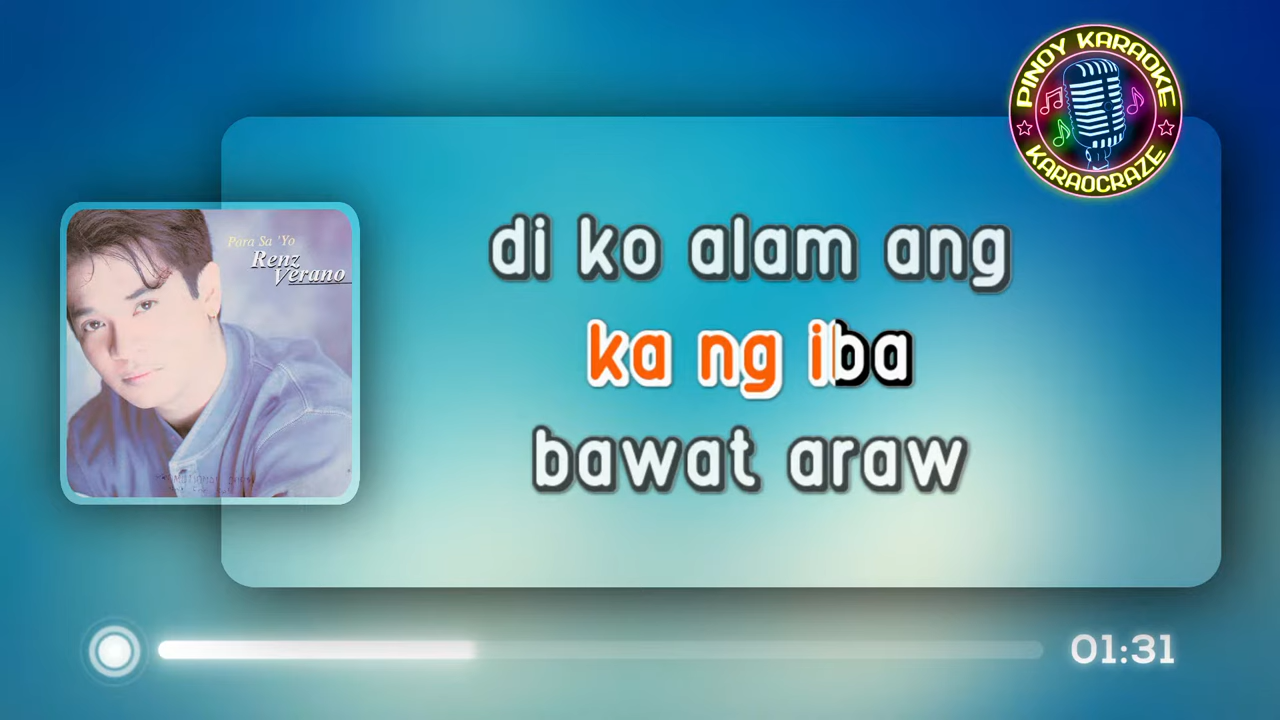 PINOY KARAOKE
KARAOCRAZE
Para Sa 'Yo
Renz
Verano
di ko alam ang
ka ng iba
bawat araw
01:31